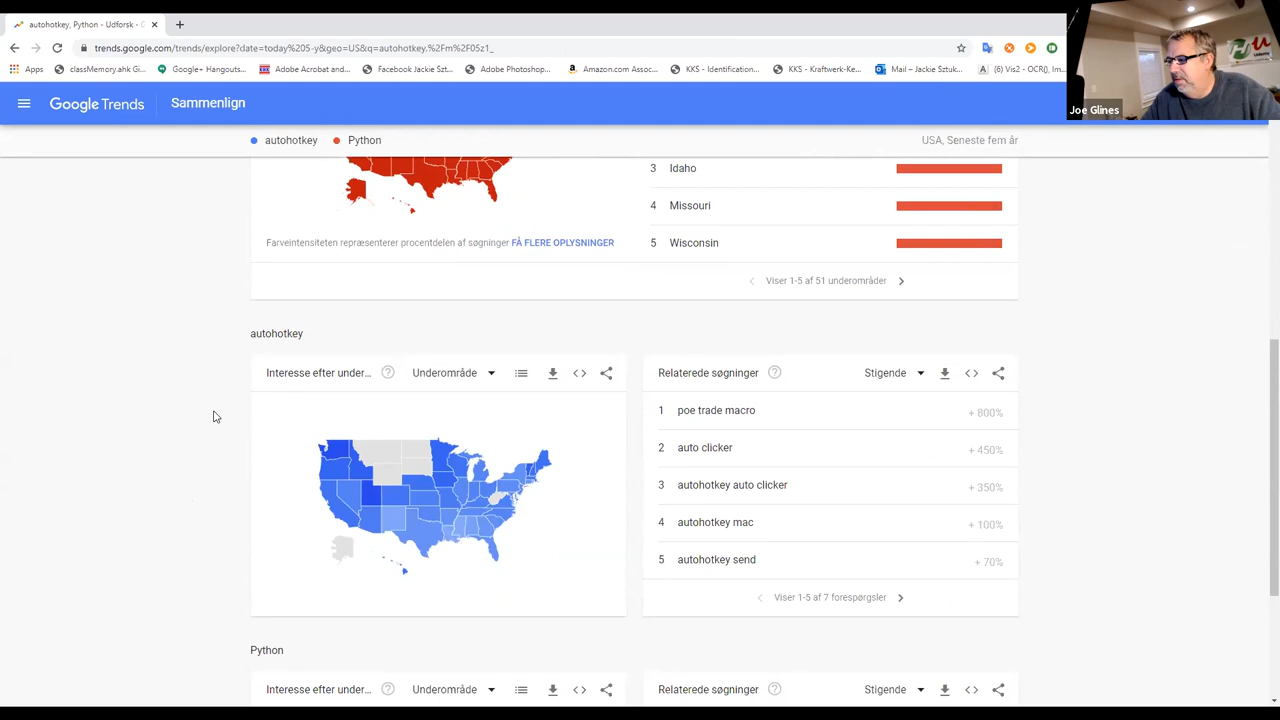 autohotkey, Python - Udforsk - G
trends.google.com/trends/explore?date=today%205-y&geo=US&q=autohotkey,%2Fm%2F05z1_
Apps classMemory.ahk Gi... Google+ Hangouts... Adobe Acrobat and... Facebook Jackie Sztuk... Adobe Photoshop... Amazon.com Assoc... KKS - Identification... KKS - Kraftwerk-Ke... Mail – Jackie Sztuk... (6) Vis2 - OCR(), Im...
Joe Glines
Google Trends Sammenlign
autohotkey Python USA, Seneste fem år
3 Idaho
4 Missouri
Farveintensiteten repræsenterer procentdelen af søgninger FÅ FLERE OPLYSNINGER
5 Wisconsin
Viser 1-5 af 51 underområder
autohotkey
Interesse efter under... Underområde
Relaterede søgninger Stigende
1 poe trade macro + 800%
2 auto clicker + 450%
3 autohotkey auto clicker + 350%
4 autohotkey mac + 100%
5 autohotkey send + 70%
Viser 1-5 af 7 forespørgsler
Python
Interesse efter under... Underområde
Relaterede søgninger Stigende